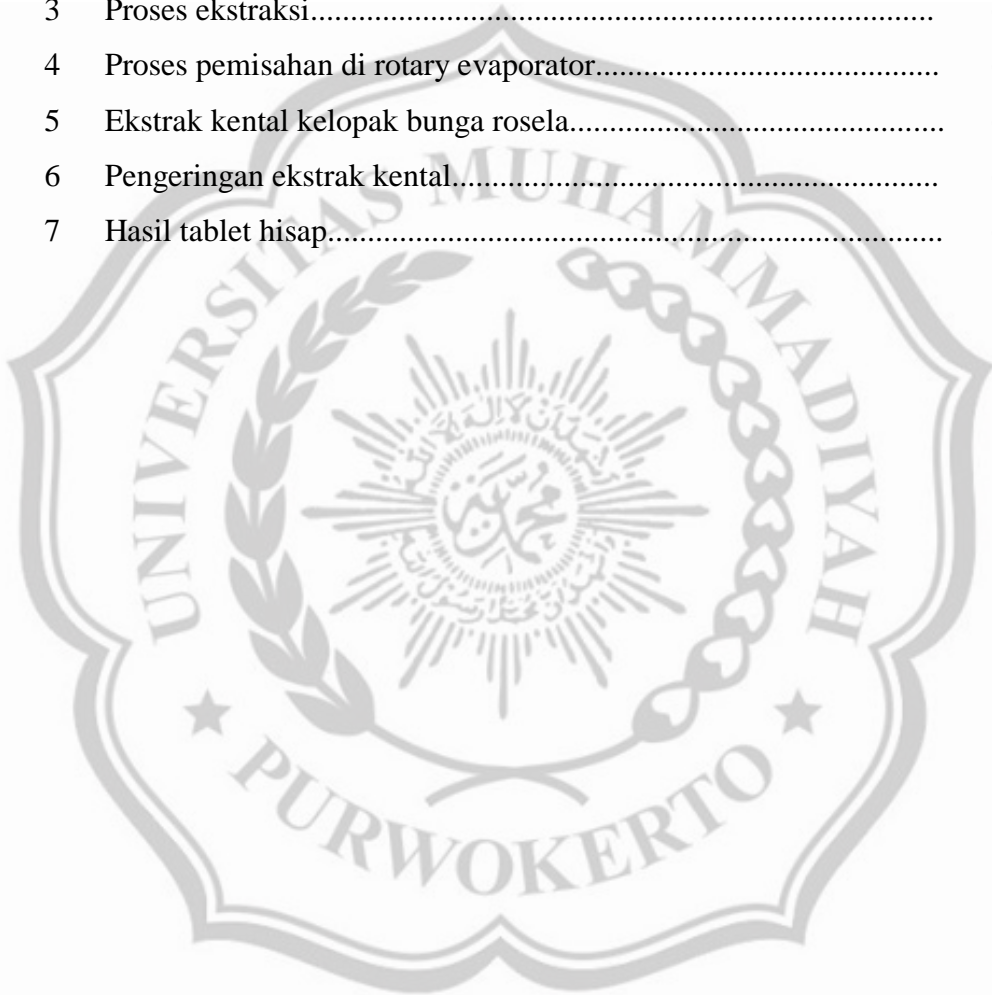 3 Proses ekstraksi............................................................................
4 Proses pemisahan di rotary evaporator..........................................
5 Ekstrak kental kelopak bunga rosela..............................................
6 Pengeringan ekstrak kental............................................................
7 Hasil tablet hisap...........................................................................
UNIVERSITAS MUHAMMADIYAH
PURWOKERTO
محمد